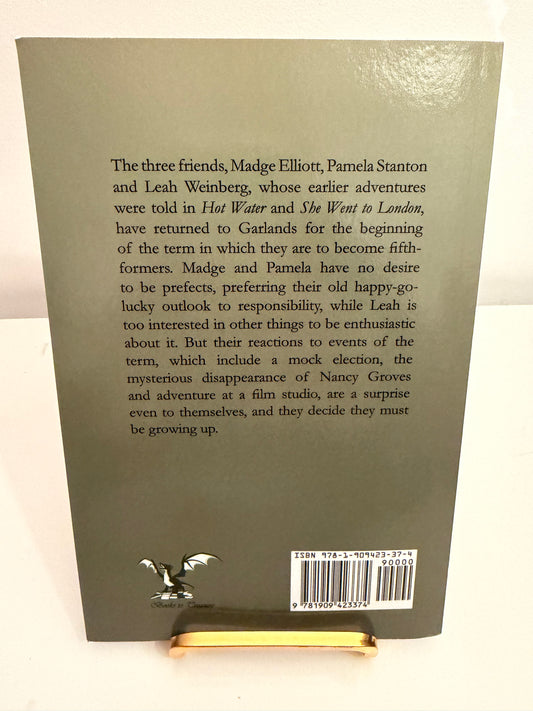 The three friends, Madge Elliott, Pamela Stanton
and Leah Weinberg, whose earlier adventures
were told in Hot Water and She Went to London,
have returned to Garlands for the beginning
of the term in which they are to become fifth-
formers. Madge and Pamela have no desire
to be prefects, preferring their old happy-go-
lucky outlook to responsibility, while Leah is
too interested in other things to be enthusiastic
about it. But their reactions to events of the
term, which include a mock election, the
mysterious disappearance of Nancy Groves
and adventure at a film studio, are a surprise
even to themselves, and they decide they must
be growing up.
Books to Treasure
ISBN 978-1-909423-37-4
90000
9 781909 423374